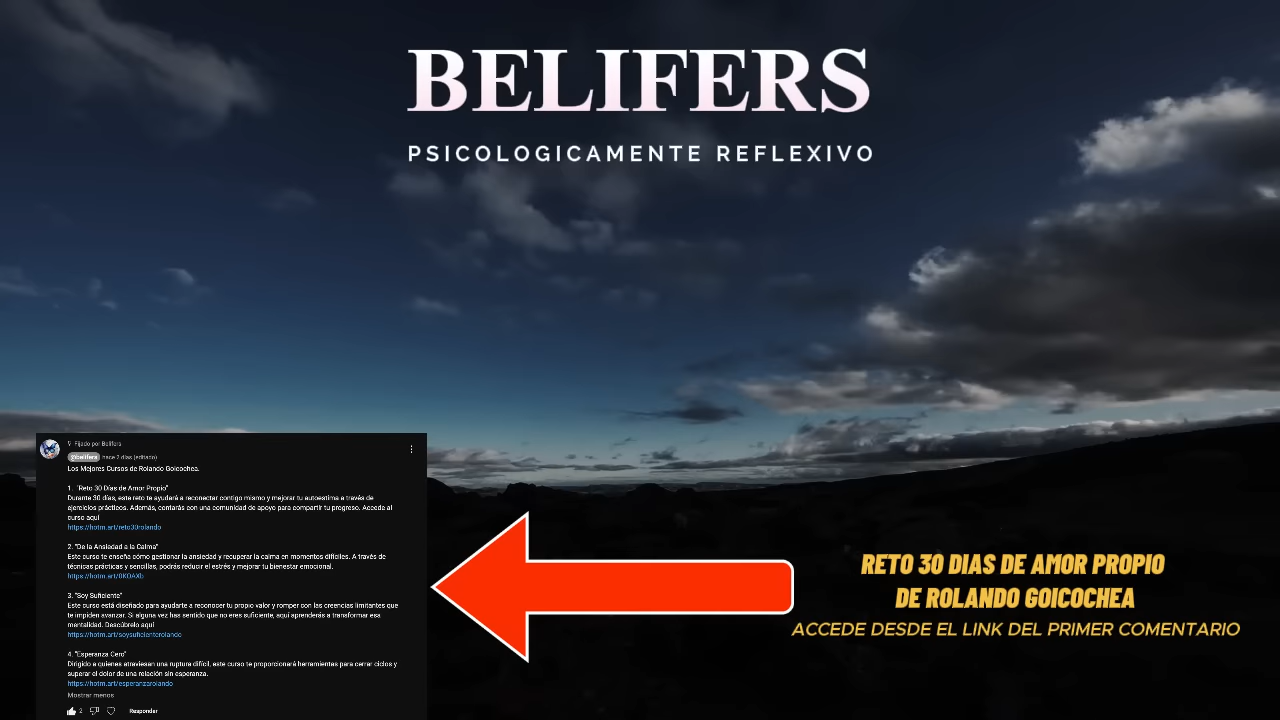 BELIFERS
PSICOLOGICAMENTE REFLEXIVO
Fijado por Belifers
@belifers hace 2 días (editado)
Los Mejores Cursos de Rolando Goicochea.
1. "Reto 30 Días de Amor Propio"
Durante 30 días, este reto te ayudará a reconectar contigo mismo y mejorar tu autoestima a través de
ejercicios prácticos. Además, contarás con una comunidad de apoyo para compartir tu progreso. Accede al
curso aquí
https://hotm.art/reto30rolando
2. "De la Ansiedad a la Calma"
Este curso te enseña cómo gestionar la ansiedad y recuperar la calma en momentos difíciles. A través de
técnicas prácticas y sencillas, podrás reducir el estrés y mejorar tu bienestar emocional.
https://hotm.art/0KOAXb
3. "Soy Suficiente"
Este curso está diseñado para ayudarte a reconocer tu propio valor y romper con las creencias limitantes que
te impiden avanzar. Si alguna vez has sentido que no eres suficiente, aquí aprenderás a transformar esa
mentalidad. Descúbrelo aquí
https://hotm.art/soysuficienterolando
4. "Esperanza Cero"
Dirigido a quienes atraviesan una ruptura difícil, este curso te proporcionará herramientas para cerrar ciclos y
superar el dolor de una relación sin esperanza.
https://hotm.art/esperanzarolando
Mostrar menos
2 Responder
RETO 30 DIAS DE AMOR PROPIO
DE ROLANDO GOICOCHEA
ACCEDE DESDE EL LINK DEL PRIMER COMENTARIO